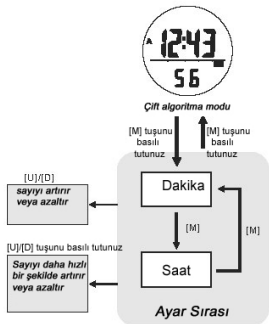 A 12:43
56
Çift algoritma modu
[M] tuşunu
basılı
tutunuz
[M] tuşunu
basılı
tutunuz
[U]/[D]
sayıyı artırır
veya azaltır
Dakika
[M]
[M]
[U]/[D] tuşunu basılı tutunuz
Sayıyı daha hızlı
bir şekilde artırır
veya azaltır
Saat
Ayar Sırası